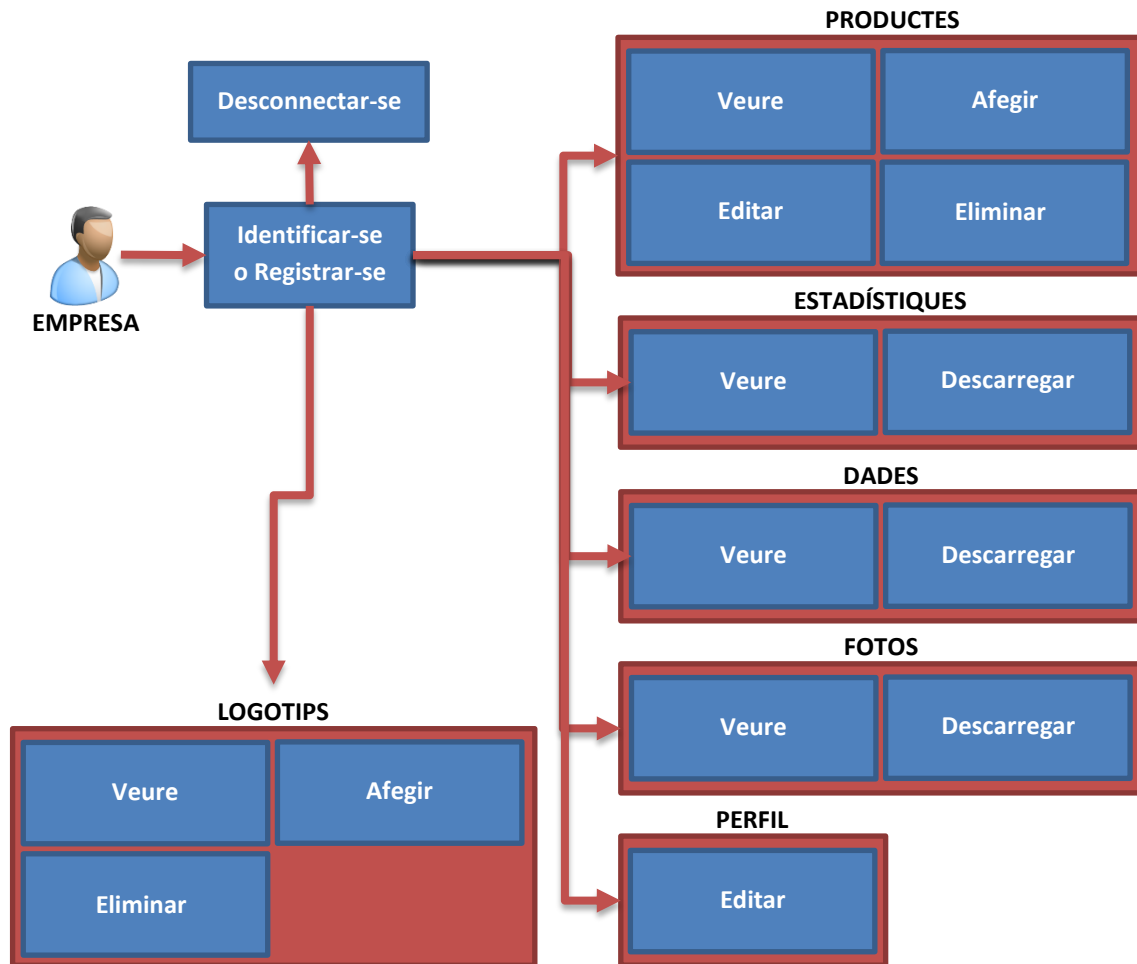 PRODUCTES
Veure
Afegir
Editar
Eliminar
Desconnectar-se
Identificar-se
o Registrar-se
EMPRESA
ESTADÍSTIQUES
Veure
Descarregar
DADES
Veure
Descarregar
FOTOS
Veure
Descarregar
LOGOTIPS
Veure
Afegir
Eliminar
PERFIL
Editar